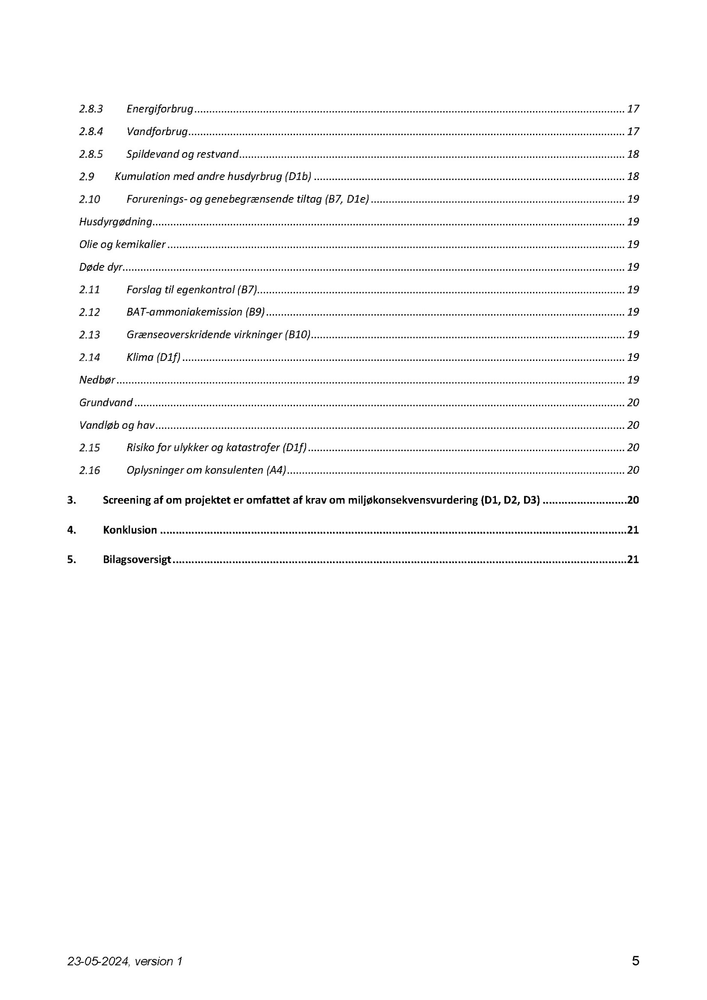 2.8.3 Energiforbrug 17
2.8.4 Vandforbrug 17
2.8.5 Spildevand og restvand 18
2.9 Kumulation med andre husdyrbrug (D1b) 18
2.10 Forurenings- og genebegrænsende tiltag (B7, D1e) 19
Husdyrgødning 19
Olie og kemikalier 19
Døde dyr 19
2.11 Forslag til egenkontrol (B7) 19
2.12 BAT-ammoniakemission (B9) 19
2.13 Grænseoverskridende virkninger (B10) 19
2.14 Klima (D1f) 19
Nedbør 19
Grundvand 20
Vandløb og hav 20
2.15 Risiko for ulykker og katastrofer (D1f) 20
2.16 Oplysninger om konsulenten (A4) 20
3. Screening af om projektet er omfattet af krav om miljøkonsekvensvurdering (D1, D2, D3) 20
4. Konklusion 21
5. Bilagsoversigt 21
23-05-2024, version 1 5